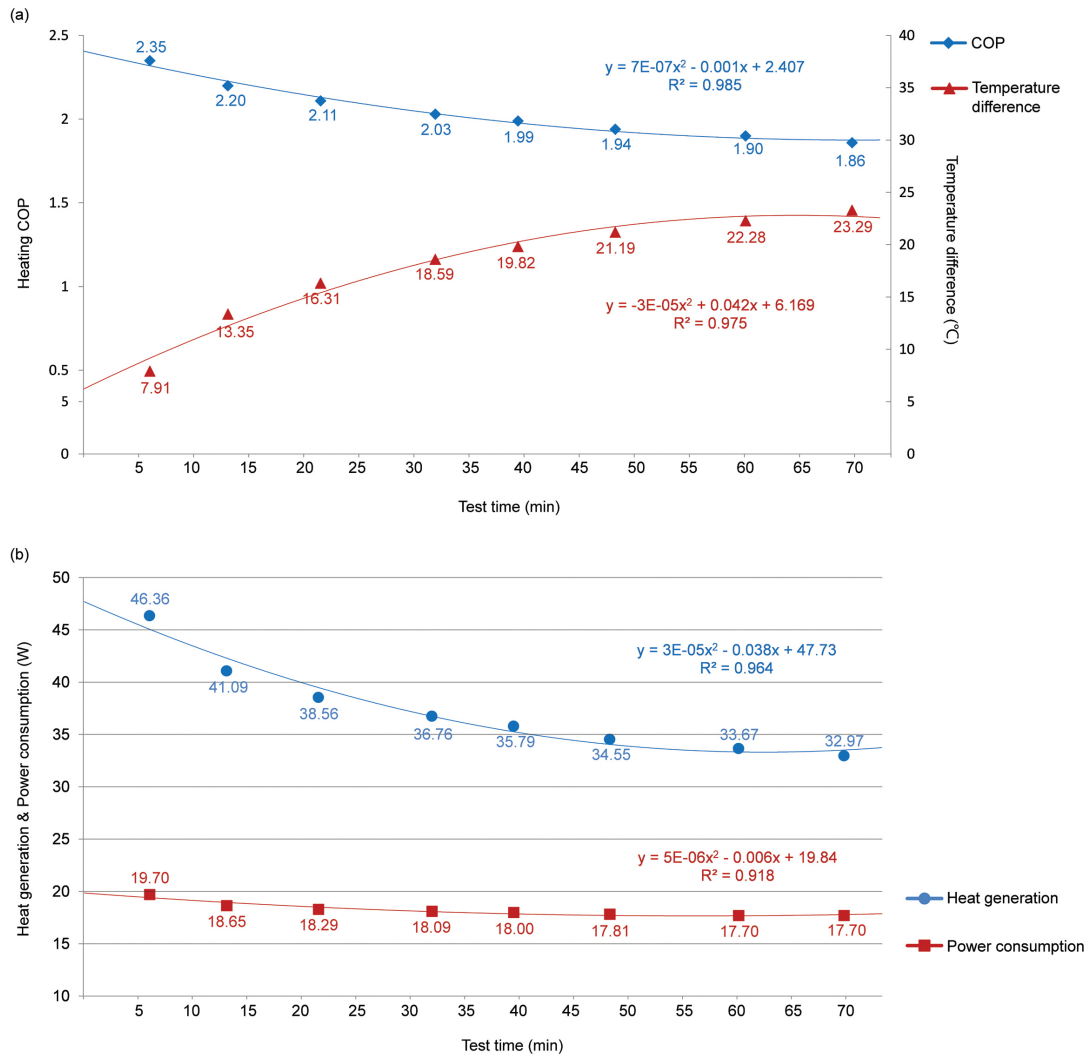 (a)
2.5
2
1.5
1
0.5
5
0
40
35
30
25
20
15
10
5
0
Heating COP
Temperature difference (℃)
2.35
2.20
2.11
2.03
1.99
1.94
1.90
1.86
y = 7E-07x² - 0.001x + 2.407
R² = 0.985
7.91
13.35
16.31
18.59
19.82
21.19
22.28
23.29
y = -3E-05x² + 0.042x + 6.169
R² = 0.975
5 10 15 20 25 30 35 40 45 50 55 60 65 70
Test time (min)
COP
Temperature
difference
(b)
50
45
40
35
30
25
20
15
10
Heat generation & Power consumption (W)
46.36
41.09
38.56
36.76
35.79
34.55
33.67
32.97
y = 3E-05x² - 0.038x + 47.73
R² = 0.964
19.70
18.65
18.29
18.09
18.00
17.81
17.70
17.70
y = 5E-06x² - 0.006x + 19.84
R² = 0.918
5 10 15 20 25 30 35 40 45 50 55 60 65 70
Test time (min)
Heat generation
Power consumption